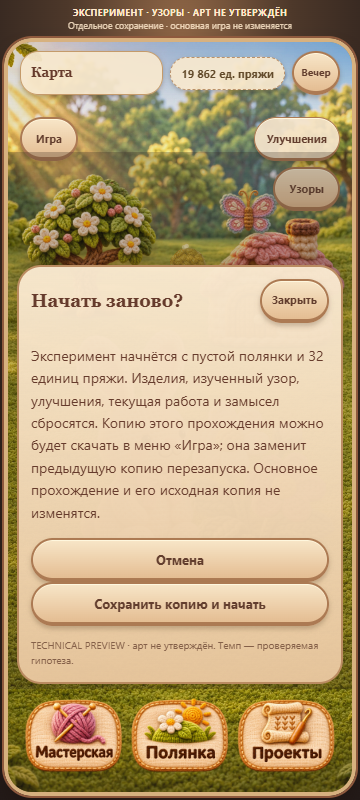 ЭКСПЕРИМЕНТ · УЗОРЫ · АРТ НЕ УТВЕРЖДЁН
Отдельное сохранение · основная игра не изменяется
Карта
19 862 ед. пряжи
Вечер
Игра
Улучшения
Узоры
Начать заново?
Закрыть
Эксперимент начнётся с пустой полянки и 32
единиц пряжи. Изделия, изученный узор,
улучшения, текущая работа и замысел
сбросятся. Копию этого прохождения можно
будет скачать в меню «Игра»; она заменит
предыдущую копию перезапуска. Основное
прохождение и его исходная копия не
изменятся.
Отмена
Сохранить копию и начать
TECHNICAL PREVIEW · арт не утверждён. Темп — проверяемая
гипотеза.
Мастерская
Полянка
Проекты